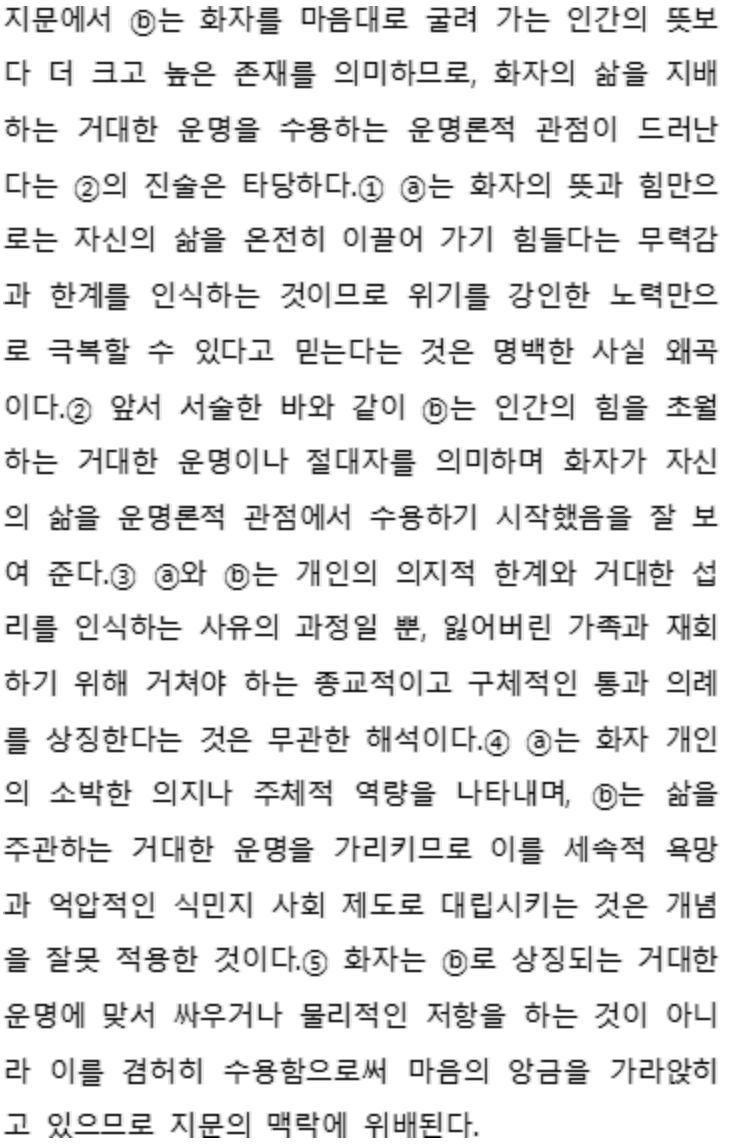 지문에서 ⓑ는 화자를 마음대로 굴려 가는 인간의 뜻보
다 더 크고 높은 존재를 의미하므로, 화자의 삶을 지배
하는 거대한 운명을 수용하는 운명론적 관점이 드러난
다는 ②의 진술은 타당하다.① ⓐ는 화자의 뜻과 힘만으
로는 자신의 삶을 온전히 이끌어 가기 힘들다는 무력감
과 한계를 인식하는 것이므로 위기를 강인한 노력만으
로 극복할 수 있다고 믿는다는 것은 명백한 사실 왜곡
이다.② 앞서 서술한 바와 같이 ⓑ는 인간의 힘을 초월
하는 거대한 운명이나 절대자를 의미하며 화자가 자신
의 삶을 운명론적 관점에서 수용하기 시작했음을 잘 보
여 준다.③ ⓐ와 ⓑ는 개인의 의지적 한계와 거대한 섭
리를 인식하는 사유의 과정일 뿐, 잃어버린 가족과 재회
하기 위해 거쳐야 하는 종교적이고 구체적인 통과 의례
를 상징한다는 것은 무관한 해석이다.④ ⓐ는 화자 개인
의 소박한 의지나 주체적 역량을 나타내며, ⓑ는 삶을
주관하는 거대한 운명을 가리키므로 이를 세속적 욕망
과 억압적인 식민지 사회 제도로 대립시키는 것은 개념
을 잘못 적용한 것이다.⑤ 화자는 ⓑ로 상징되는 거대한
운명에 맞서 싸우거나 물리적인 저항을 하는 것이 아니
라 이를 겸허히 수용함으로써 마음의 앙금을 가라앉히
고 있으므로 지문의 맥락에 위배된다.